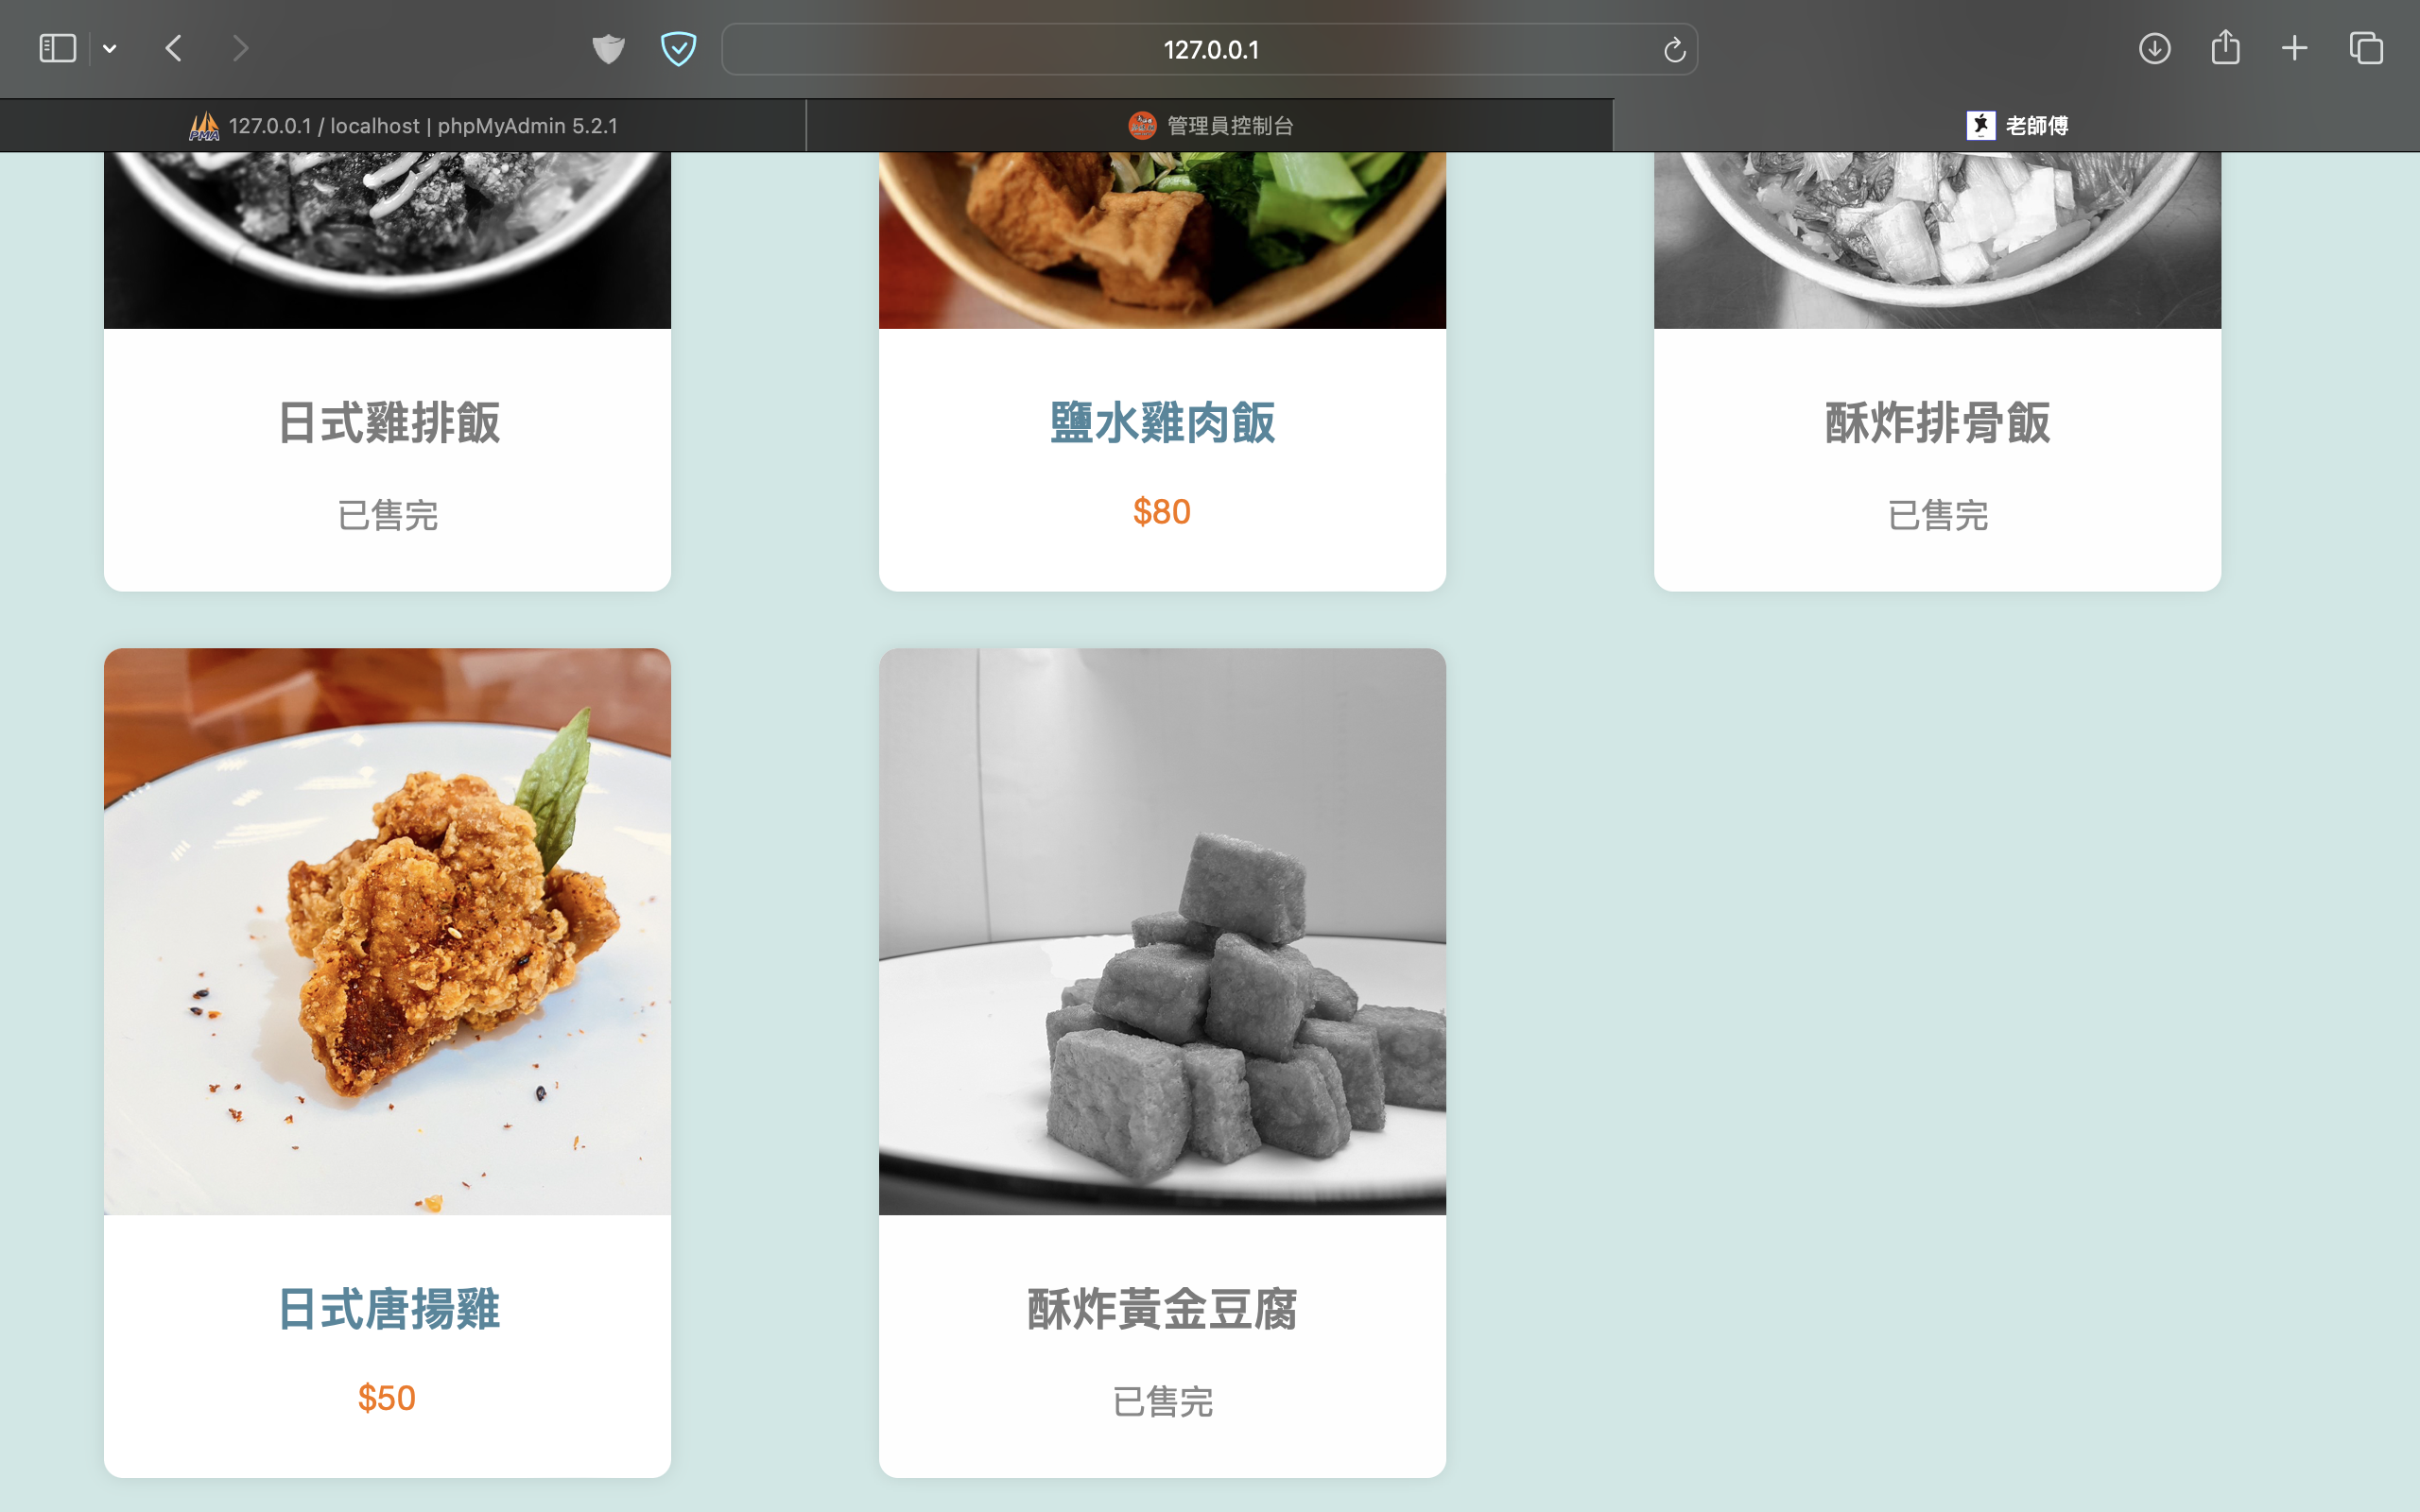 127.0.0.1
127.0.0.1 / localhost | phpMyAdmin 5.2.1
管理員控制台
老師傅
日式雞排飯
鹽水雞肉飯
酥炸排骨飯
已售完
$80
已售完
日式唐揚雞
酥炸黃金豆腐
$50
已售完